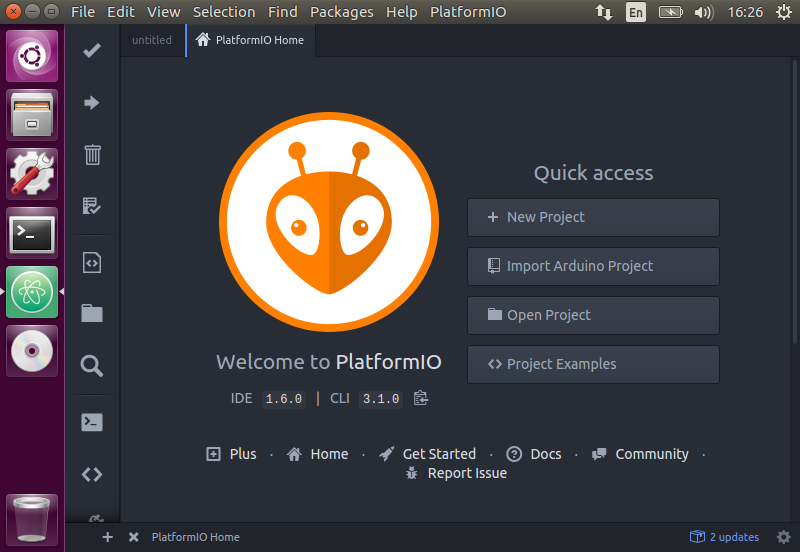 File Edit View Selection Find Packages Help PlatformIO En 16:26
untitled PlatformIO Home
Quick access
New Project
Import Arduino Project
Open Project
Project Examples
Welcome to PlatformIO
IDE 1.6.0 | CLI 3.1.0
Plus · Home · Get Started · Docs · Community ·
Report Issue
PlatformIO Home 2 updates